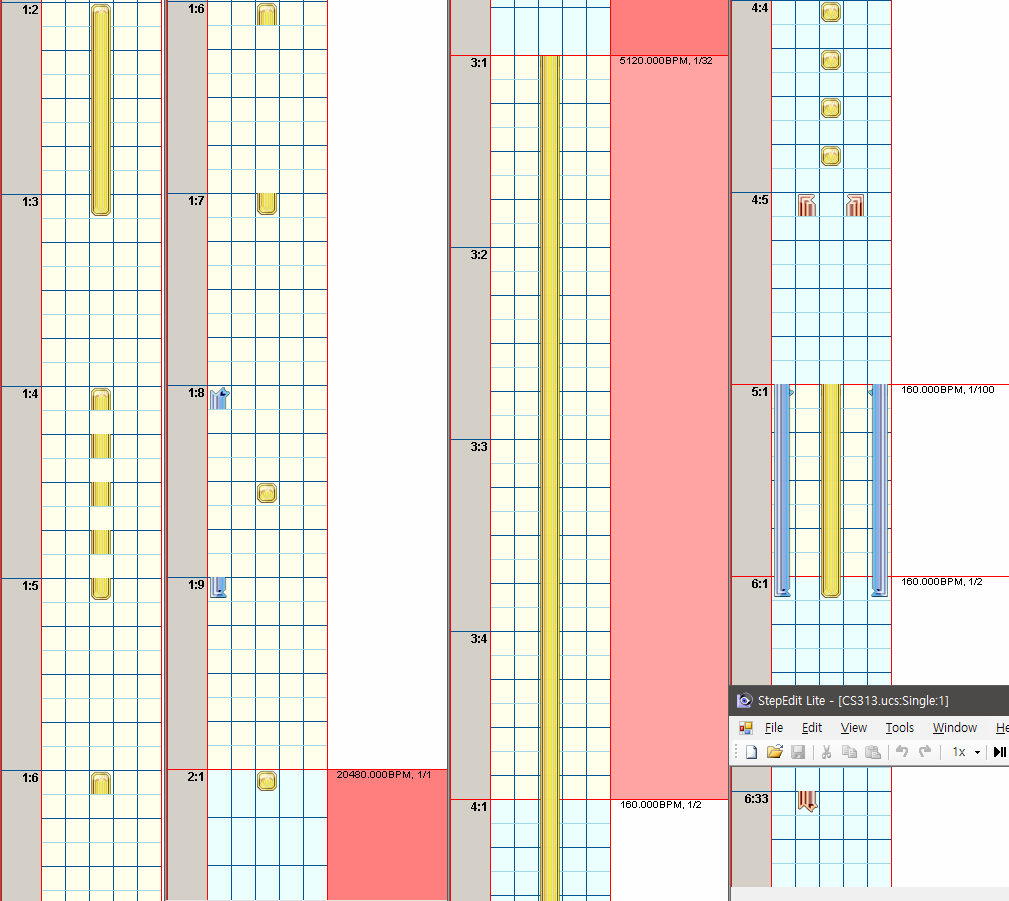 1:2
1:3
1:4
1:5
1:6
1:6
1:7
1:8
1:9
2:1
20480.000BPM, 1/1
3:1
5120.000BPM, 1/32
3:2
3:3
3:4
4:1
160.000BPM, 1/2
4:4
4:5
5:1
160.000BPM, 1/100
6:1
160.000BPM, 1/2
StepEdit Lite - [CS313.ucs:Single:1]
File Edit View Tools Window He
1x
6:33